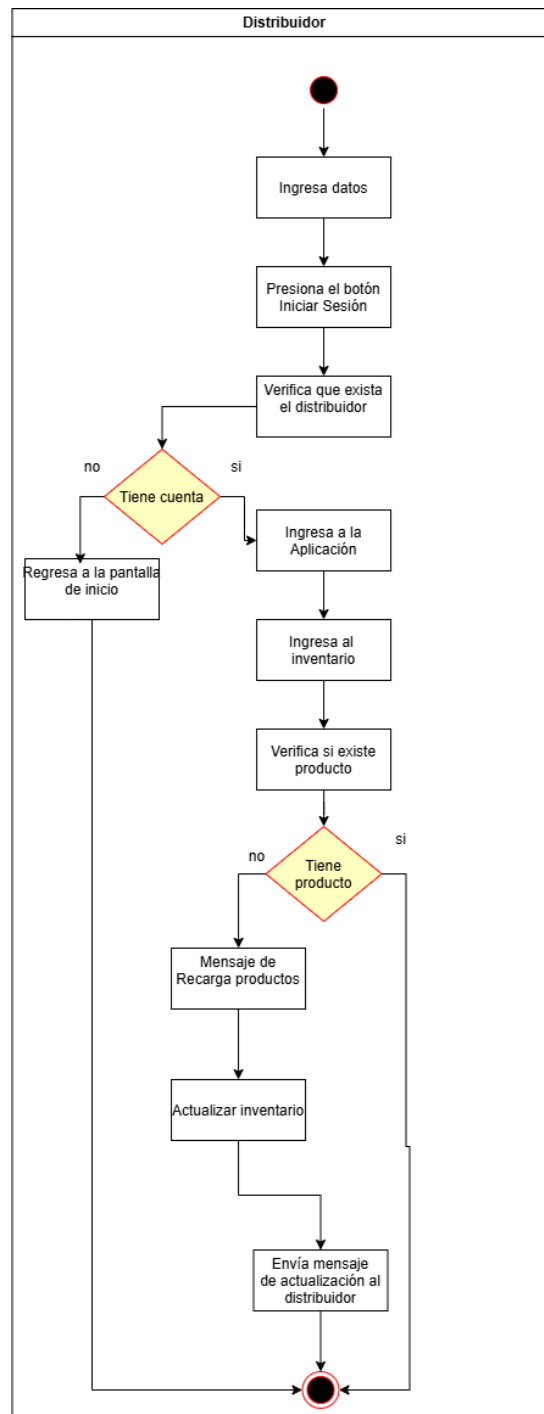 Distribuidor
Ingresa datos
Presiona el botón
Iniciar Sesión
Verifica que exista
el distribuidor
no
si
Tiene cuenta
Ingresa a la
Aplicación
Regresa a la pantalla
de inicio
Ingresa al
inventario
Verifica si existe
producto
no
si
Tiene
producto
Mensaje de
Recarga productos
Actualizar inventario
Envía mensaje
de actualización al
distribuidor